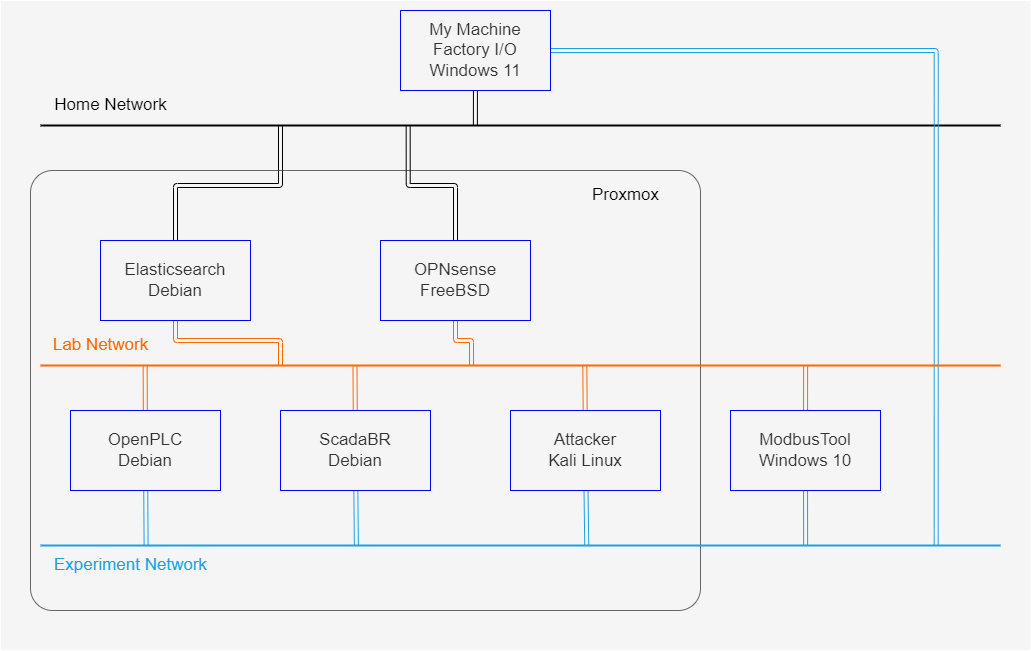 My Machine
Factory I/O
Windows 11
Home Network
Proxmox
Elasticsearch
Debian
OPNsense
FreeBSD
Lab Network
OpenPLC
Debian
ScadaBR
Debian
Attacker
Kali Linux
ModbusTool
Windows 10
Experiment Network